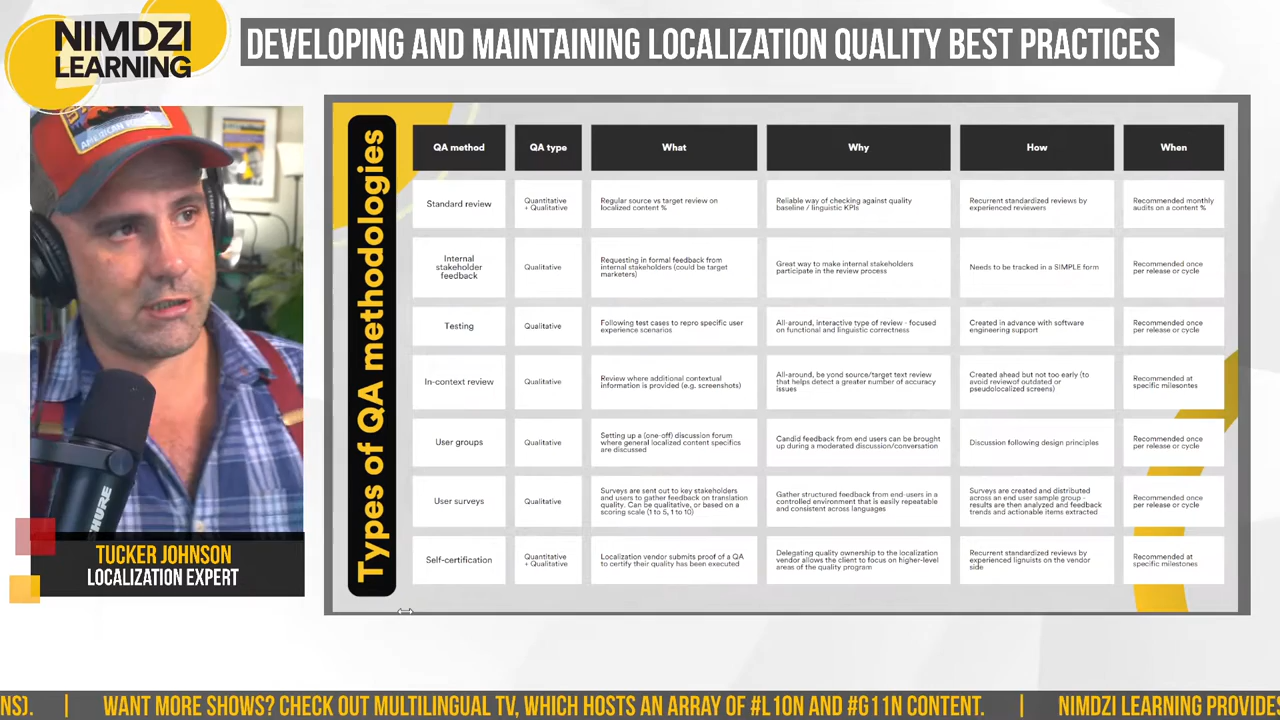 NIMDZI
LEARNING
DEVELOPING AND MAINTAINING LOCALIZATION QUALITY BEST PRACTICES
AMERICAN
SHURE
TUCKER JOHNSON
LOCALIZATION EXPERT
Types of QA methodologies
QA method
QA type
What
Why
How
When
Standard review
Quantitative
+ Qualitative
Regular source vs target review on
localized content %
Reliable way of checking against quality
baseline / linguistic KPIs
Recurrent standardized reviews by
experienced reviewers
Recommended monthly
audits on a content %
Internal
stakeholder
feedback
Qualitative
Requesting in formal feedback from
internal stakeholders (could be target
marketers)
Great way to make internal stakeholders
participate in the review process
Needs to be tracked in a SIMPLE form
Recommended once
per release or cycle
Testing
Qualitative
Following test cases to repro specific user
experience scenarios
All-around, interactive type of review - focused
on functional and linguistic correctness.
Created in advance with software
engineering support
Recommended once
per release or cycle
In-context review
Qualitative
Review where additional contextual
information is provided (e.g. screenshots)
All-around, be yond source/target text review
that helps detect a greater number of accuracy
issues
Created ahead but not too early (to
avoid reviewof outdated or
pseudolocalized screens)
Recommended at
specific milesontes
User groups
Qualitative
Setting up a (one-off) discussion forum
where general localized content specifics
are discussed
Candid feedback from end users can be brought
up during a moderated discussion/conversation
Discussion following design principles
Recommended once
per release or cycle
User surveys
Qualitative
Surveys are sent out to key stakeholders
and users to gather feedback on translation
quality. Can be qualitative, or based on a
scoring scale (1 to 5, 1 to 10)
Gather structured feedback from end-users in a
controlled environment that is easily repeatable
and consistent across languages
Surveys are created and distributed
across an end user sample group -
results are then analyzed and feedback
trends and actionable items extracted
Recommended once
per release or cycle
Self-certification
Quantitative
+ Qualitative
Localization vendor submits proof of a QA
to certify their quality has been executed
Delegating quality ownership to the localization
vendor allows the client to focus on higher-level
areas of the quality program
Recurrent standardized reviews by
experienced lignuists on the vendor
side
Recommended at
specific milestones
NS). | WANT MORE SHOWS? CHECK OUT MULTILINGUAL TV, WHICH HOSTS AN ARRAY OF #L10N AND #G11N CONTENT. | NIMDZI LEARNING PROVIDES